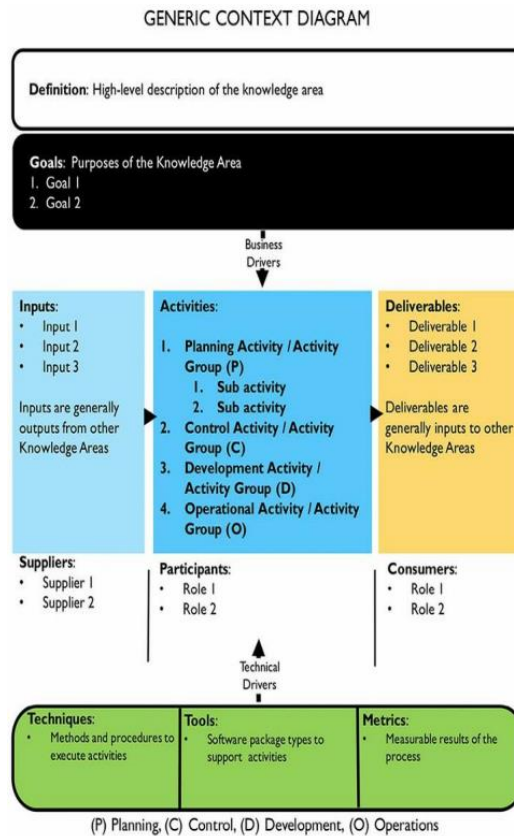 GENERIC CONTEXT DIAGRAM
Definition: High-level description of the knowledge area
Goals: Purposes of the Knowledge Area
1. Goal 1
2. Goal 2
Business
Drivers
Inputs:
• Input 1
• Input 2
• Input 3
Inputs are generally
outputs from other
Knowledge Areas
Activities:
1. Planning Activity / Activity
Group (P)
1. Sub activity
2. Sub activity
2. Control Activity / Activity
Group (C)
3. Development Activity /
Activity Group (D)
4. Operational Activity / Activity
Group (O)
Deliverables:
• Deliverable 1
• Deliverable 2
• Deliverable 3
Deliverables are
generally inputs to other
Knowledge Areas
Suppliers:
• Supplier 1
• Supplier 2
Participants:
• Role 1
• Role 2
Consumers:
• Role 1
• Role 2
Technical
Drivers
Techniques:
• Methods and procedures to
execute activities
Tools:
• Software package types to
support activities
Metrics:
• Measurable results of the
process
(P) Planning, (C) Control, (D) Development, (O) Operations